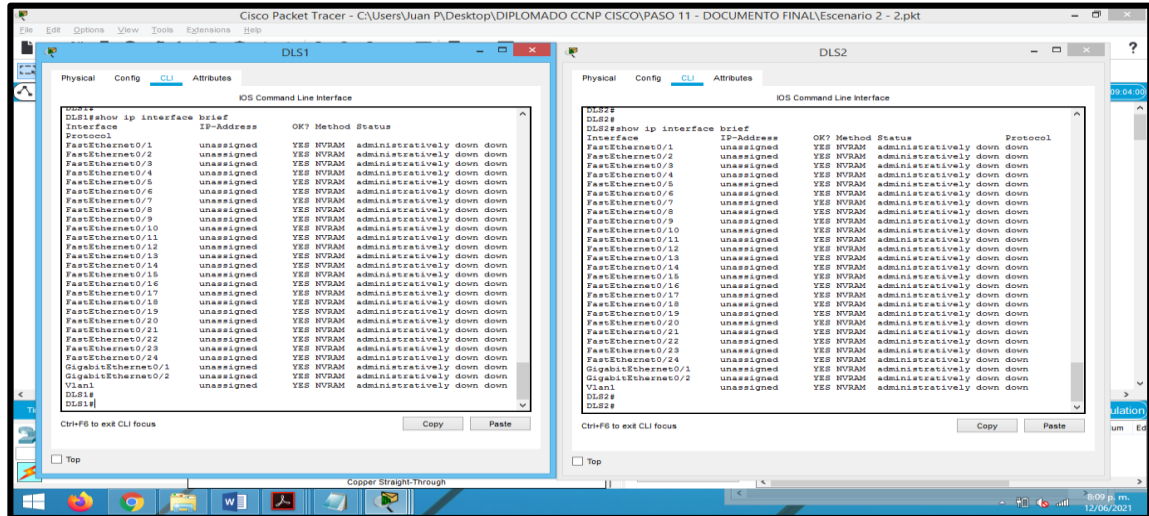 Cisco Packet Tracer - C:\Users\Juan P\Desktop\DIPLOMADO CCNP CISCO\PASO 11 - DOCUMENTO FINAL\Escenario 2 - 2.pkt
File Edit Options View Tools Extensions Help
DLS1
Physical Config CLI Attributes
IOS Command Line Interface
DLS1#
DLS1#show ip interface brief
Interface IP-Address OK? Method Status
Protocol
FastEthernet0/1 unassigned YES NVRAM administratively down down
FastEthernet0/2 unassigned YES NVRAM administratively down down
FastEthernet0/3 unassigned YES NVRAM administratively down down
FastEthernet0/4 unassigned YES NVRAM administratively down down
FastEthernet0/5 unassigned YES NVRAM administratively down down
FastEthernet0/6 unassigned YES NVRAM administratively down down
FastEthernet0/7 unassigned YES NVRAM administratively down down
FastEthernet0/8 unassigned YES NVRAM administratively down down
FastEthernet0/9 unassigned YES NVRAM administratively down down
FastEthernet0/10 unassigned YES NVRAM administratively down down
FastEthernet0/11 unassigned YES NVRAM administratively down down
FastEthernet0/12 unassigned YES NVRAM administratively down down
FastEthernet0/13 unassigned YES NVRAM administratively down down
FastEthernet0/14 unassigned YES NVRAM administratively down down
FastEthernet0/15 unassigned YES NVRAM administratively down down
FastEthernet0/16 unassigned YES NVRAM administratively down down
FastEthernet0/17 unassigned YES NVRAM administratively down down
FastEthernet0/18 unassigned YES NVRAM administratively down down
FastEthernet0/19 unassigned YES NVRAM administratively down down
FastEthernet0/20 unassigned YES NVRAM administratively down down
FastEthernet0/21 unassigned YES NVRAM administratively down down
FastEthernet0/22 unassigned YES NVRAM administratively down down
FastEthernet0/23 unassigned YES NVRAM administratively down down
FastEthernet0/24 unassigned YES NVRAM administratively down down
GigabitEthernet0/1 unassigned YES NVRAM administratively down down
GigabitEthernet0/2 unassigned YES NVRAM administratively down down
Vlan1 unassigned YES NVRAM administratively down down
DLS1#
DLS1#
Ctrl+F6 to exit CLI focus
Copy Paste
Top
DLS2
Physical Config CLI Attributes
IOS Command Line Interface
DLS2#
DLS2#
DLS2#show ip interface brief
Interface IP-Address OK? Method Status Protocol
FastEthernet0/1 unassigned YES NVRAM administratively down down
FastEthernet0/2 unassigned YES NVRAM administratively down down
FastEthernet0/3 unassigned YES NVRAM administratively down down
FastEthernet0/4 unassigned YES NVRAM administratively down down
FastEthernet0/5 unassigned YES NVRAM administratively down down
FastEthernet0/6 unassigned YES NVRAM administratively down down
FastEthernet0/7 unassigned YES NVRAM administratively down down
FastEthernet0/8 unassigned YES NVRAM administratively down down
FastEthernet0/9 unassigned YES NVRAM administratively down down
FastEthernet0/10 unassigned YES NVRAM administratively down down
FastEthernet0/11 unassigned YES NVRAM administratively down down
FastEthernet0/12 unassigned YES NVRAM administratively down down
FastEthernet0/13 unassigned YES NVRAM administratively down down
FastEthernet0/14 unassigned YES NVRAM administratively down down
FastEthernet0/15 unassigned YES NVRAM administratively down down
FastEthernet0/16 unassigned YES NVRAM administratively down down
FastEthernet0/17 unassigned YES NVRAM administratively down down
FastEthernet0/18 unassigned YES NVRAM administratively down down
FastEthernet0/19 unassigned YES NVRAM administratively down down
FastEthernet0/20 unassigned YES NVRAM administratively down down
FastEthernet0/21 unassigned YES NVRAM administratively down down
FastEthernet0/22 unassigned YES NVRAM administratively down down
FastEthernet0/23 unassigned YES NVRAM administratively down down
FastEthernet0/24 unassigned YES NVRAM administratively down down
GigabitEthernet0/1 unassigned YES NVRAM administratively down down
GigabitEthernet0/2 unassigned YES NVRAM administratively down down
Vlan1 unassigned YES NVRAM administratively down down
DLS2#
DLS2#
Ctrl+F6 to exit CLI focus
Copy Paste
Top
09:04:00
Copper Straight-Through
8:09 p. m.
12/06/2021